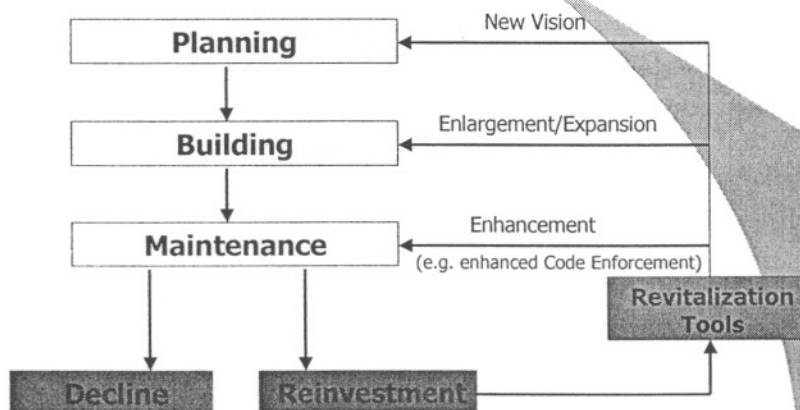 Planning
New Vision
Building
Enlargement/Expansion
Maintenance
Enhancement
(e.g. enhanced Code Enforcement)
Revitalization
Tools
Decline
Reinvestment